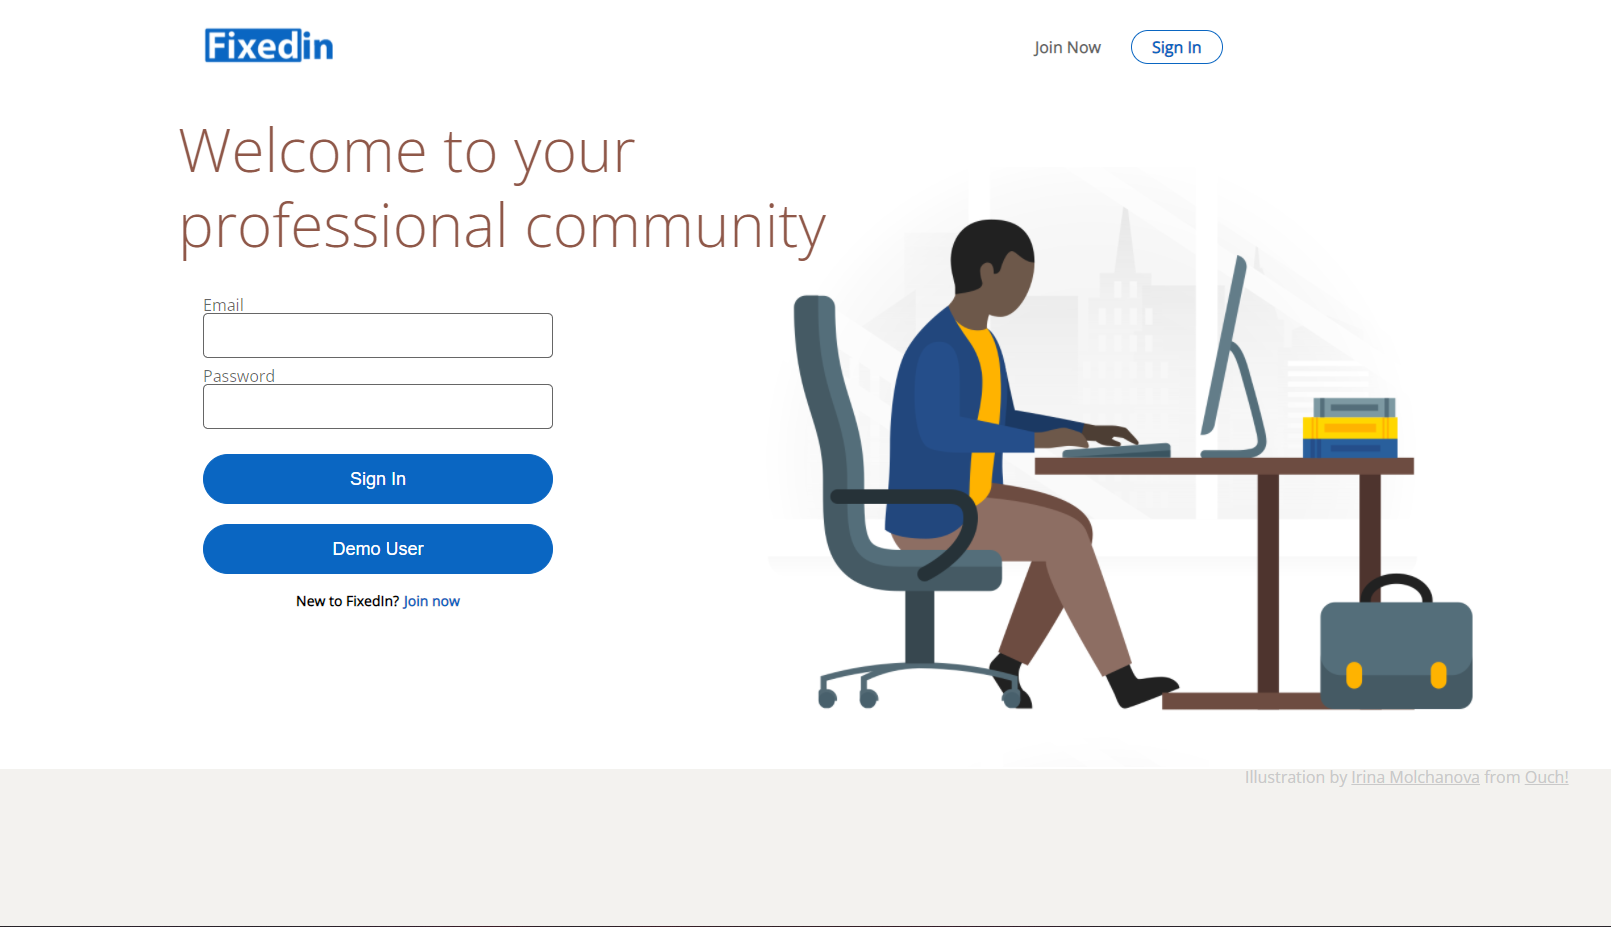 Fixedin
Join Now
Sign In
Welcome to your
professional community
Email
Password
Sign In
Demo User
New to FixedIn? Join now
Illustration by Irina Molchanova from Ouch!